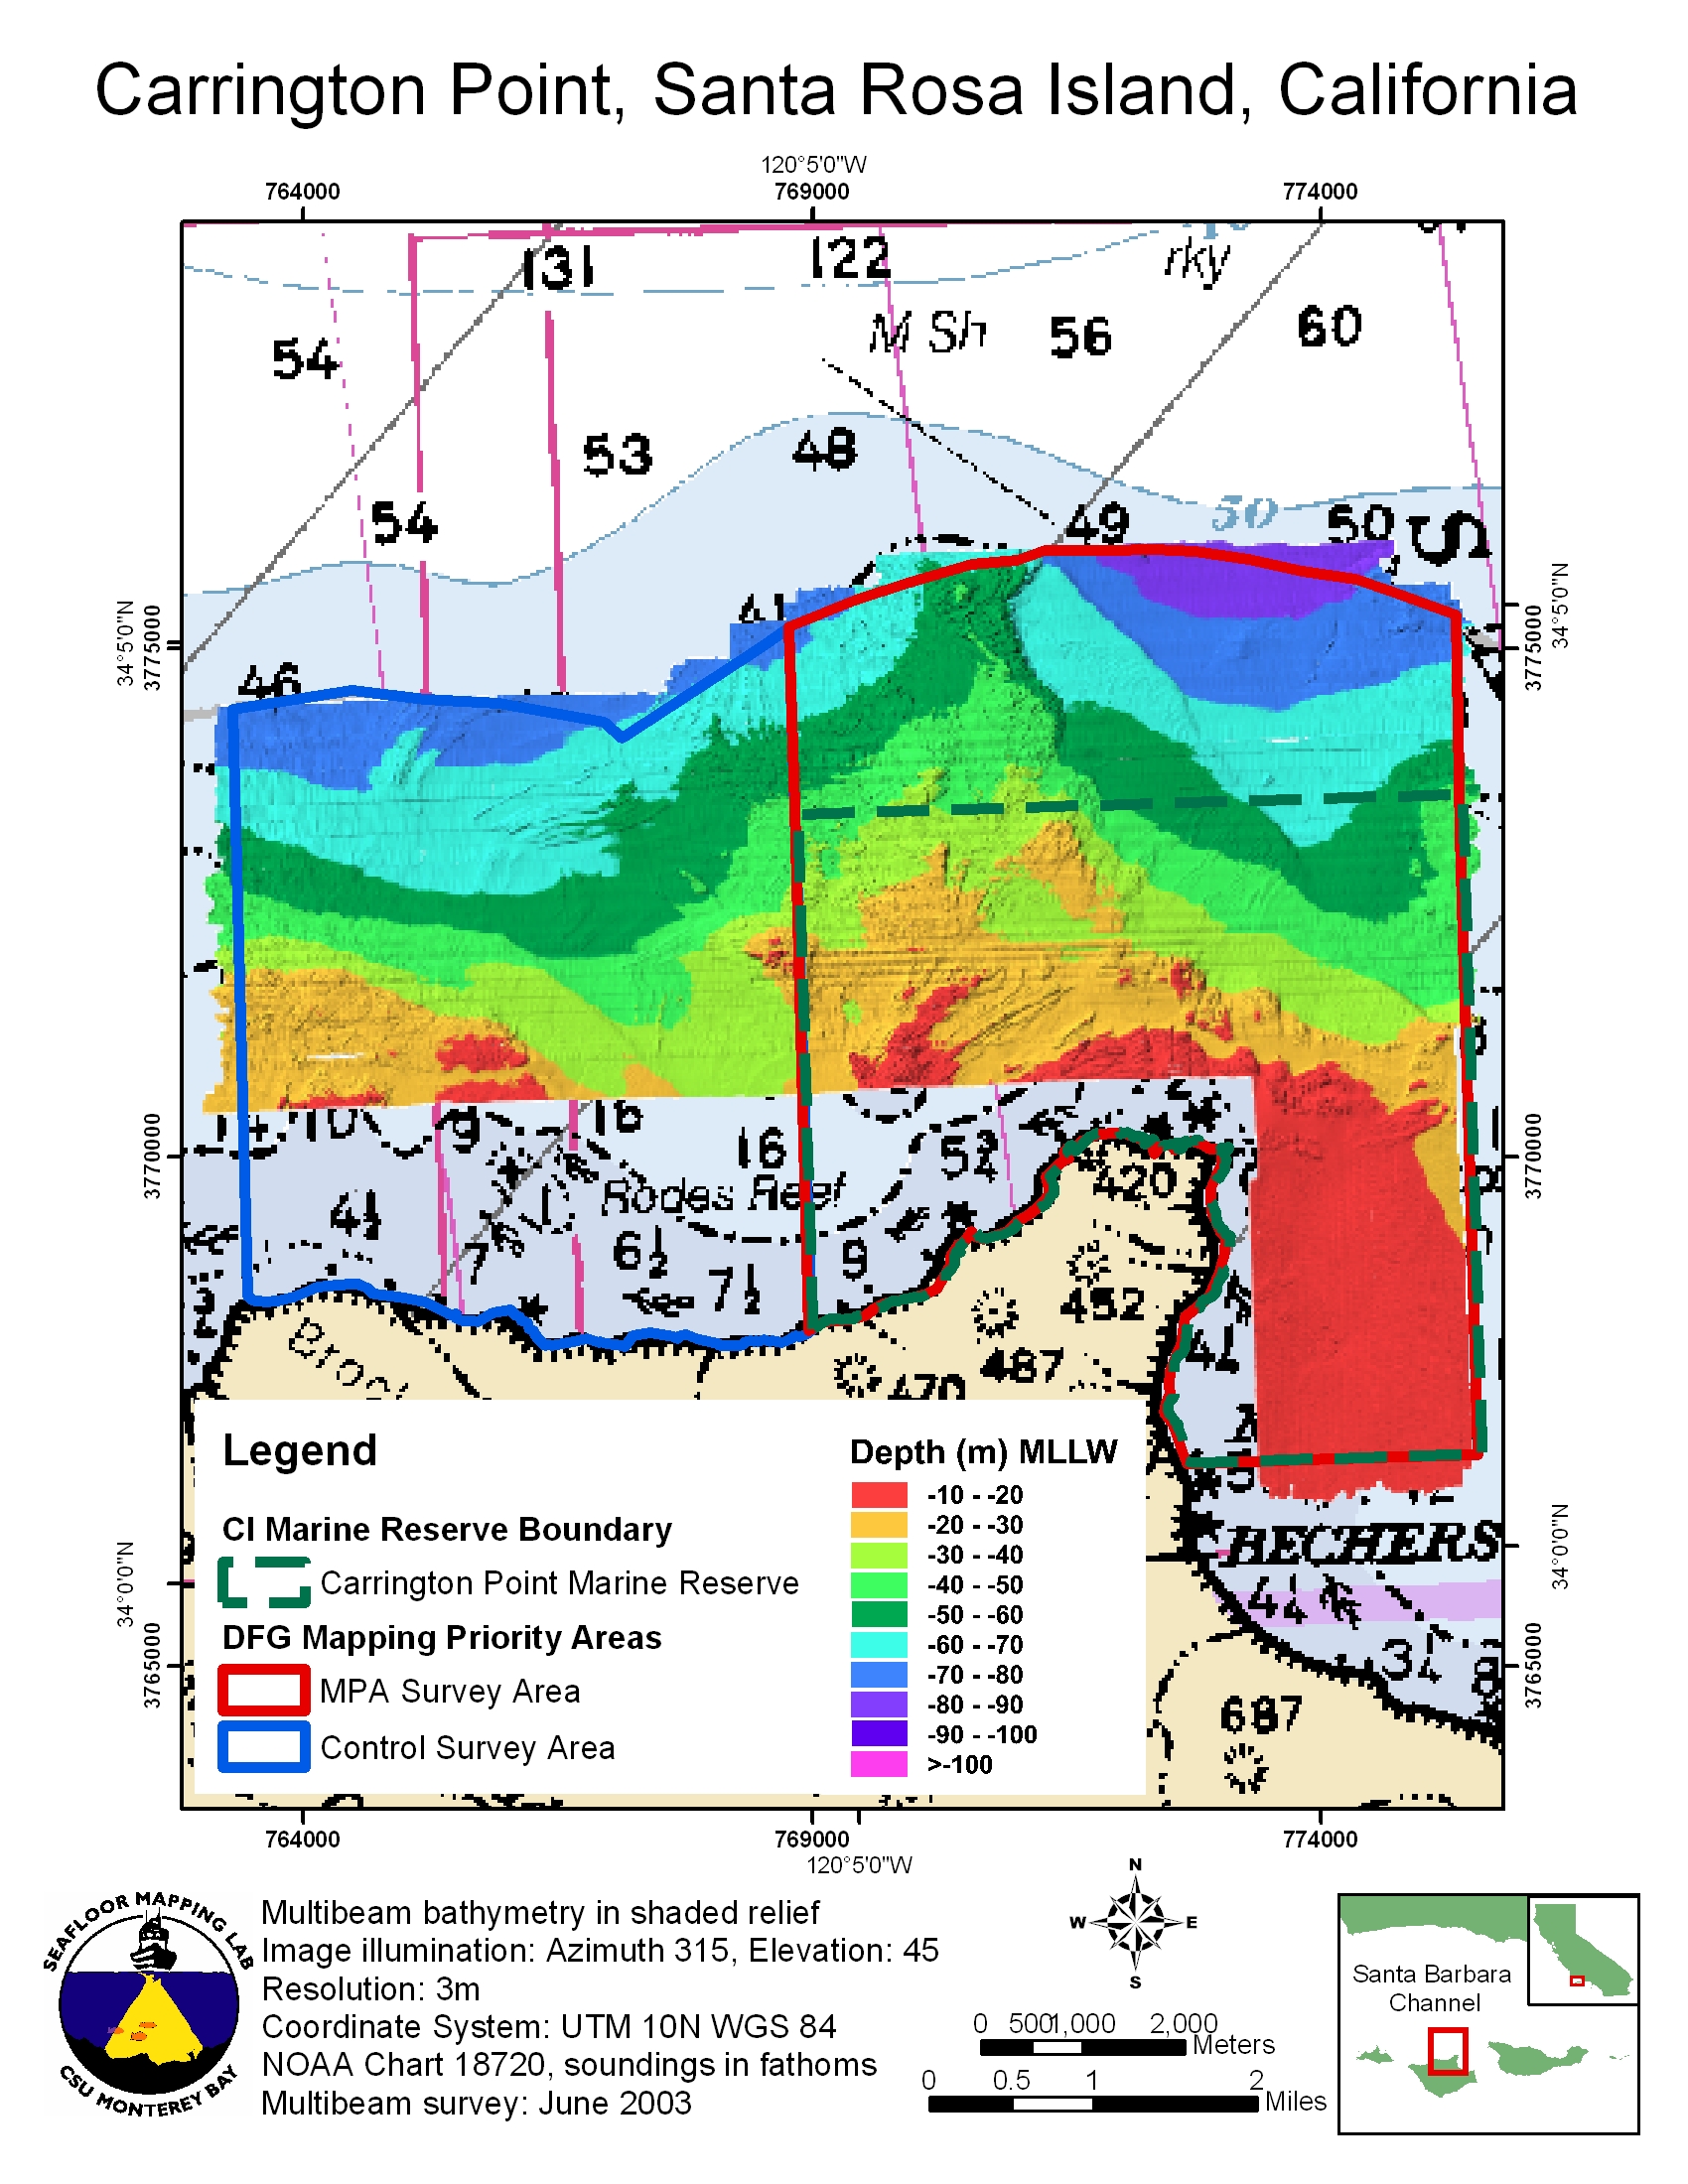 Carrington Point, Santa Rosa Island, California
120°5'0"W
764000 769000 774000
131 122
rky
54 M Sh 56 60
53 48
54 49 50 50 S
41
46
34°5'0"N 3775000 3775000 34°5'0"N
3770000 3770000
10 9 16
16 5¾
Rodes Reef 420
4½ 6½ 9
7 7½ 452
487
470
Legend
CI Marine Reserve Boundary
Carrington Point Marine Reserve
DFG Mapping Priority Areas
MPA Survey Area
Control Survey Area
Depth (m) MLLW
-10 - -20
-20 - -30
-30 - -40
-40 - -50
-50 - -60
-60 - -70
-70 - -80
-80 - -90
-90 - -100
>-100
BECHERS
44
687
34°0'0"N 34°0'0"N
3765000 3765000
764000 769000 774000
120°5'0"W
SEAFLOOR MAPPING LAB
CSU MONTEREY BAY
Multibeam bathymetry in shaded relief
Image illumination: Azimuth 315, Elevation: 45
Resolution: 3m
Coordinate System: UTM 10N WGS 84
NOAA Chart 18720, soundings in fathoms
Multibeam survey: June 2003
N
W E
S
0 500 1,000 2,000
Meters
0 0.5 1 2
Miles
Santa Barbara
Channel